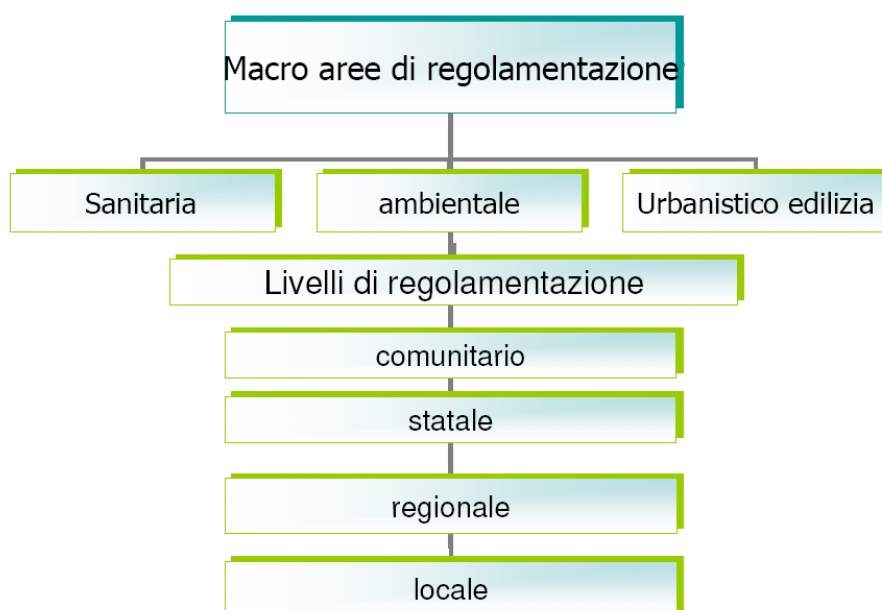 Macro aree di regolamentazione
Sanitaria
ambientale
Urbanistico edilizia
Livelli di regolamentazione
comunitario
statale
regionale
locale